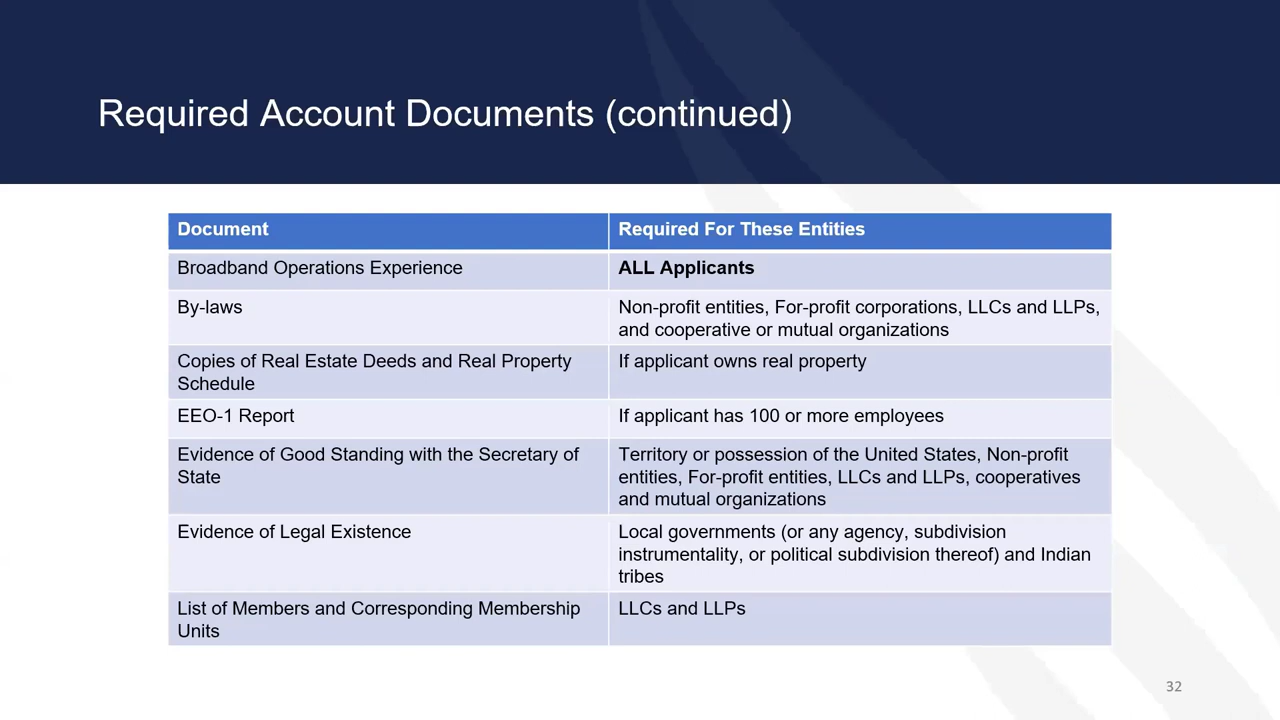 Required Account Documents (continued)
Document
Required For These Entities
Broadband Operations Experience
ALL Applicants
By-laws
Non-profit entities, For-profit corporations, LLCs and LLPs,
and cooperative or mutual organizations
Copies of Real Estate Deeds and Real Property
Schedule
If applicant owns real property
EEO-1 Report
If applicant has 100 or more employees
Evidence of Good Standing with the Secretary of
State
Territory or possession of the United States, Non-profit
entities, For-profit entities, LLCs and LLPs, cooperatives
and mutual organizations
Evidence of Legal Existence
Local governments (or any agency, subdivision
instrumentality, or political subdivision thereof) and Indian
tribes
List of Members and Corresponding Membership
Units
LLCs and LLPs
32